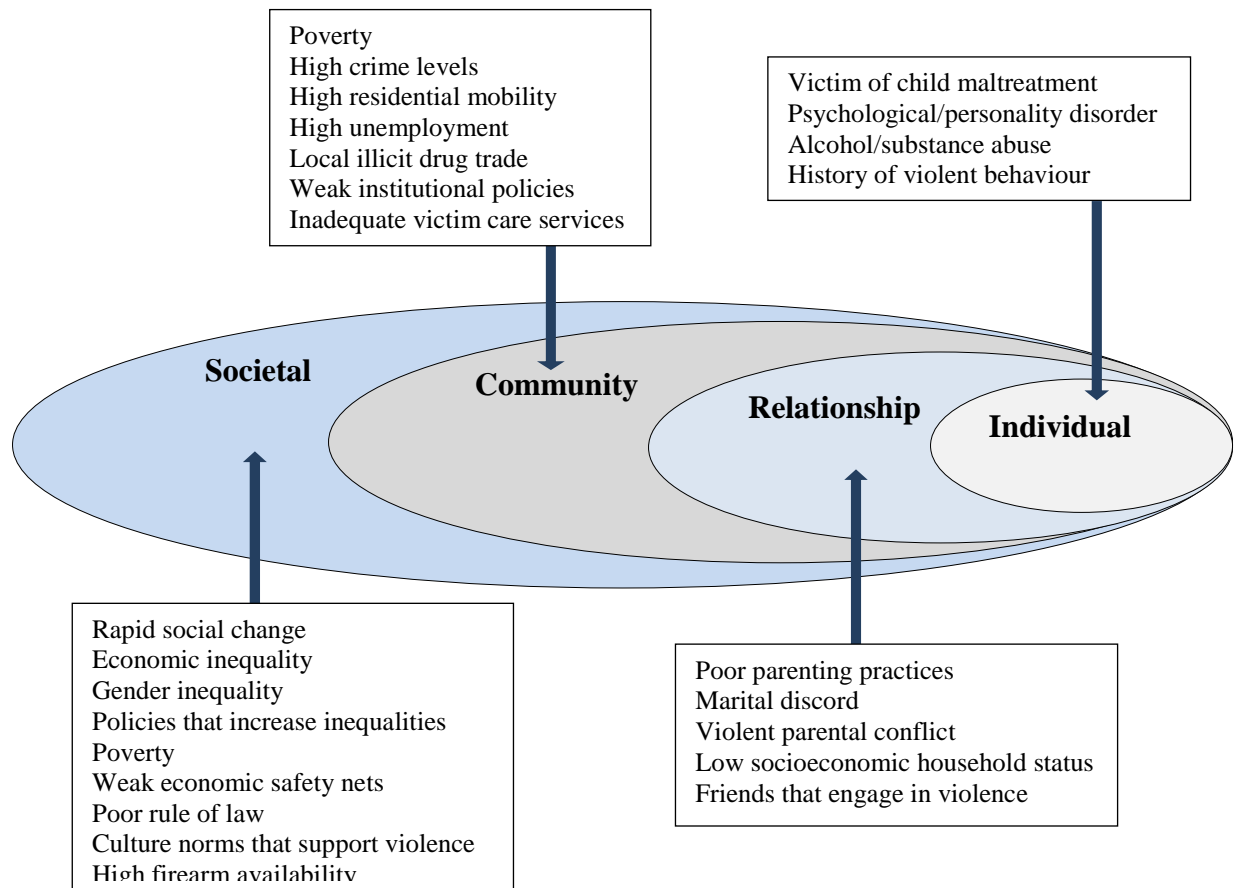 Poverty
High crime levels
High residential mobility
High unemployment
Local illicit drug trade
Weak institutional policies
Inadequate victim care services
Victim of child maltreatment
Psychological/personality disorder
Alcohol/substance abuse
History of violent behaviour
Societal
Community
Relationship
Individual
Rapid social change
Economic inequality
Gender inequality
Policies that increase inequalities
Poverty
Weak economic safety nets
Poor rule of law
Culture norms that support violence
High firearm availability
Poor parenting practices
Marital discord
Violent parental conflict
Low socioeconomic household status
Friends that engage in violence